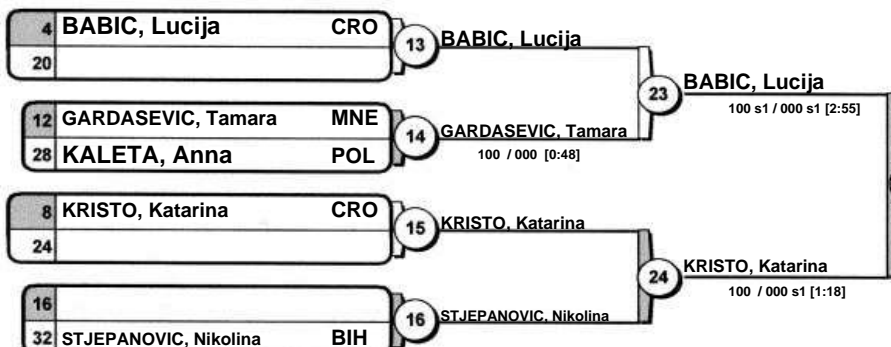 4 BABIC, Lucija CRO
20
13 BABIC, Lucija
12 GARDASEVIC, Tamara MNE
28 KALETA, Anna POL
14 GARDASEVIC, Tamara
100 / 000 [0:48]
23 BABIC, Lucija
100 s1 / 000 s1 [2:55]
8 KRISTO, Katarina CRO
24
15 KRISTO, Katarina
16
32 STJEPANOVIC, Nikolina BIH
16 STJEPANOVIC, Nikolina
24 KRISTO, Katarina
100 / 000 s1 [1:18]